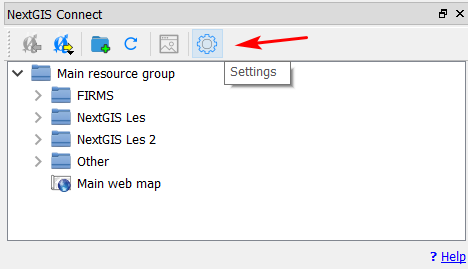 NextGIS Connect
Settings
Main resource group
FIRMS
NextGIS Les
NextGIS Les 2
Other
Main web map
? Help